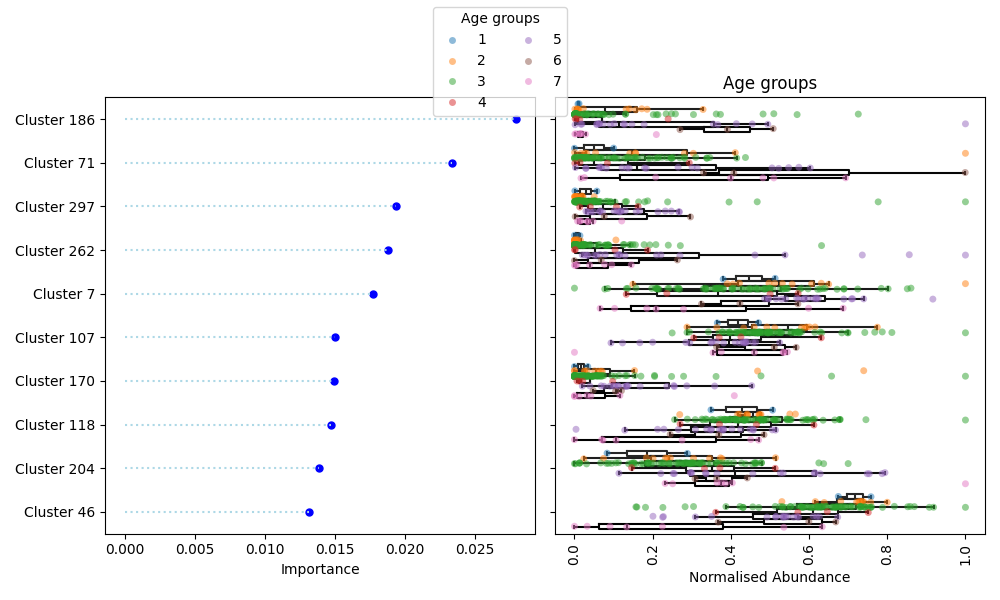 Age groups
1 5
2 6
3 7
4
Age groups
Cluster 186
Cluster 71
Cluster 297
Cluster 262
Cluster 7
Cluster 107
Cluster 170
Cluster 118
Cluster 204
Cluster 46
0.000 0.005 0.010 0.015 0.020 0.025
Importance
0.0 0.2 0.4 0.6 0.8 1.0
Normalised Abundance